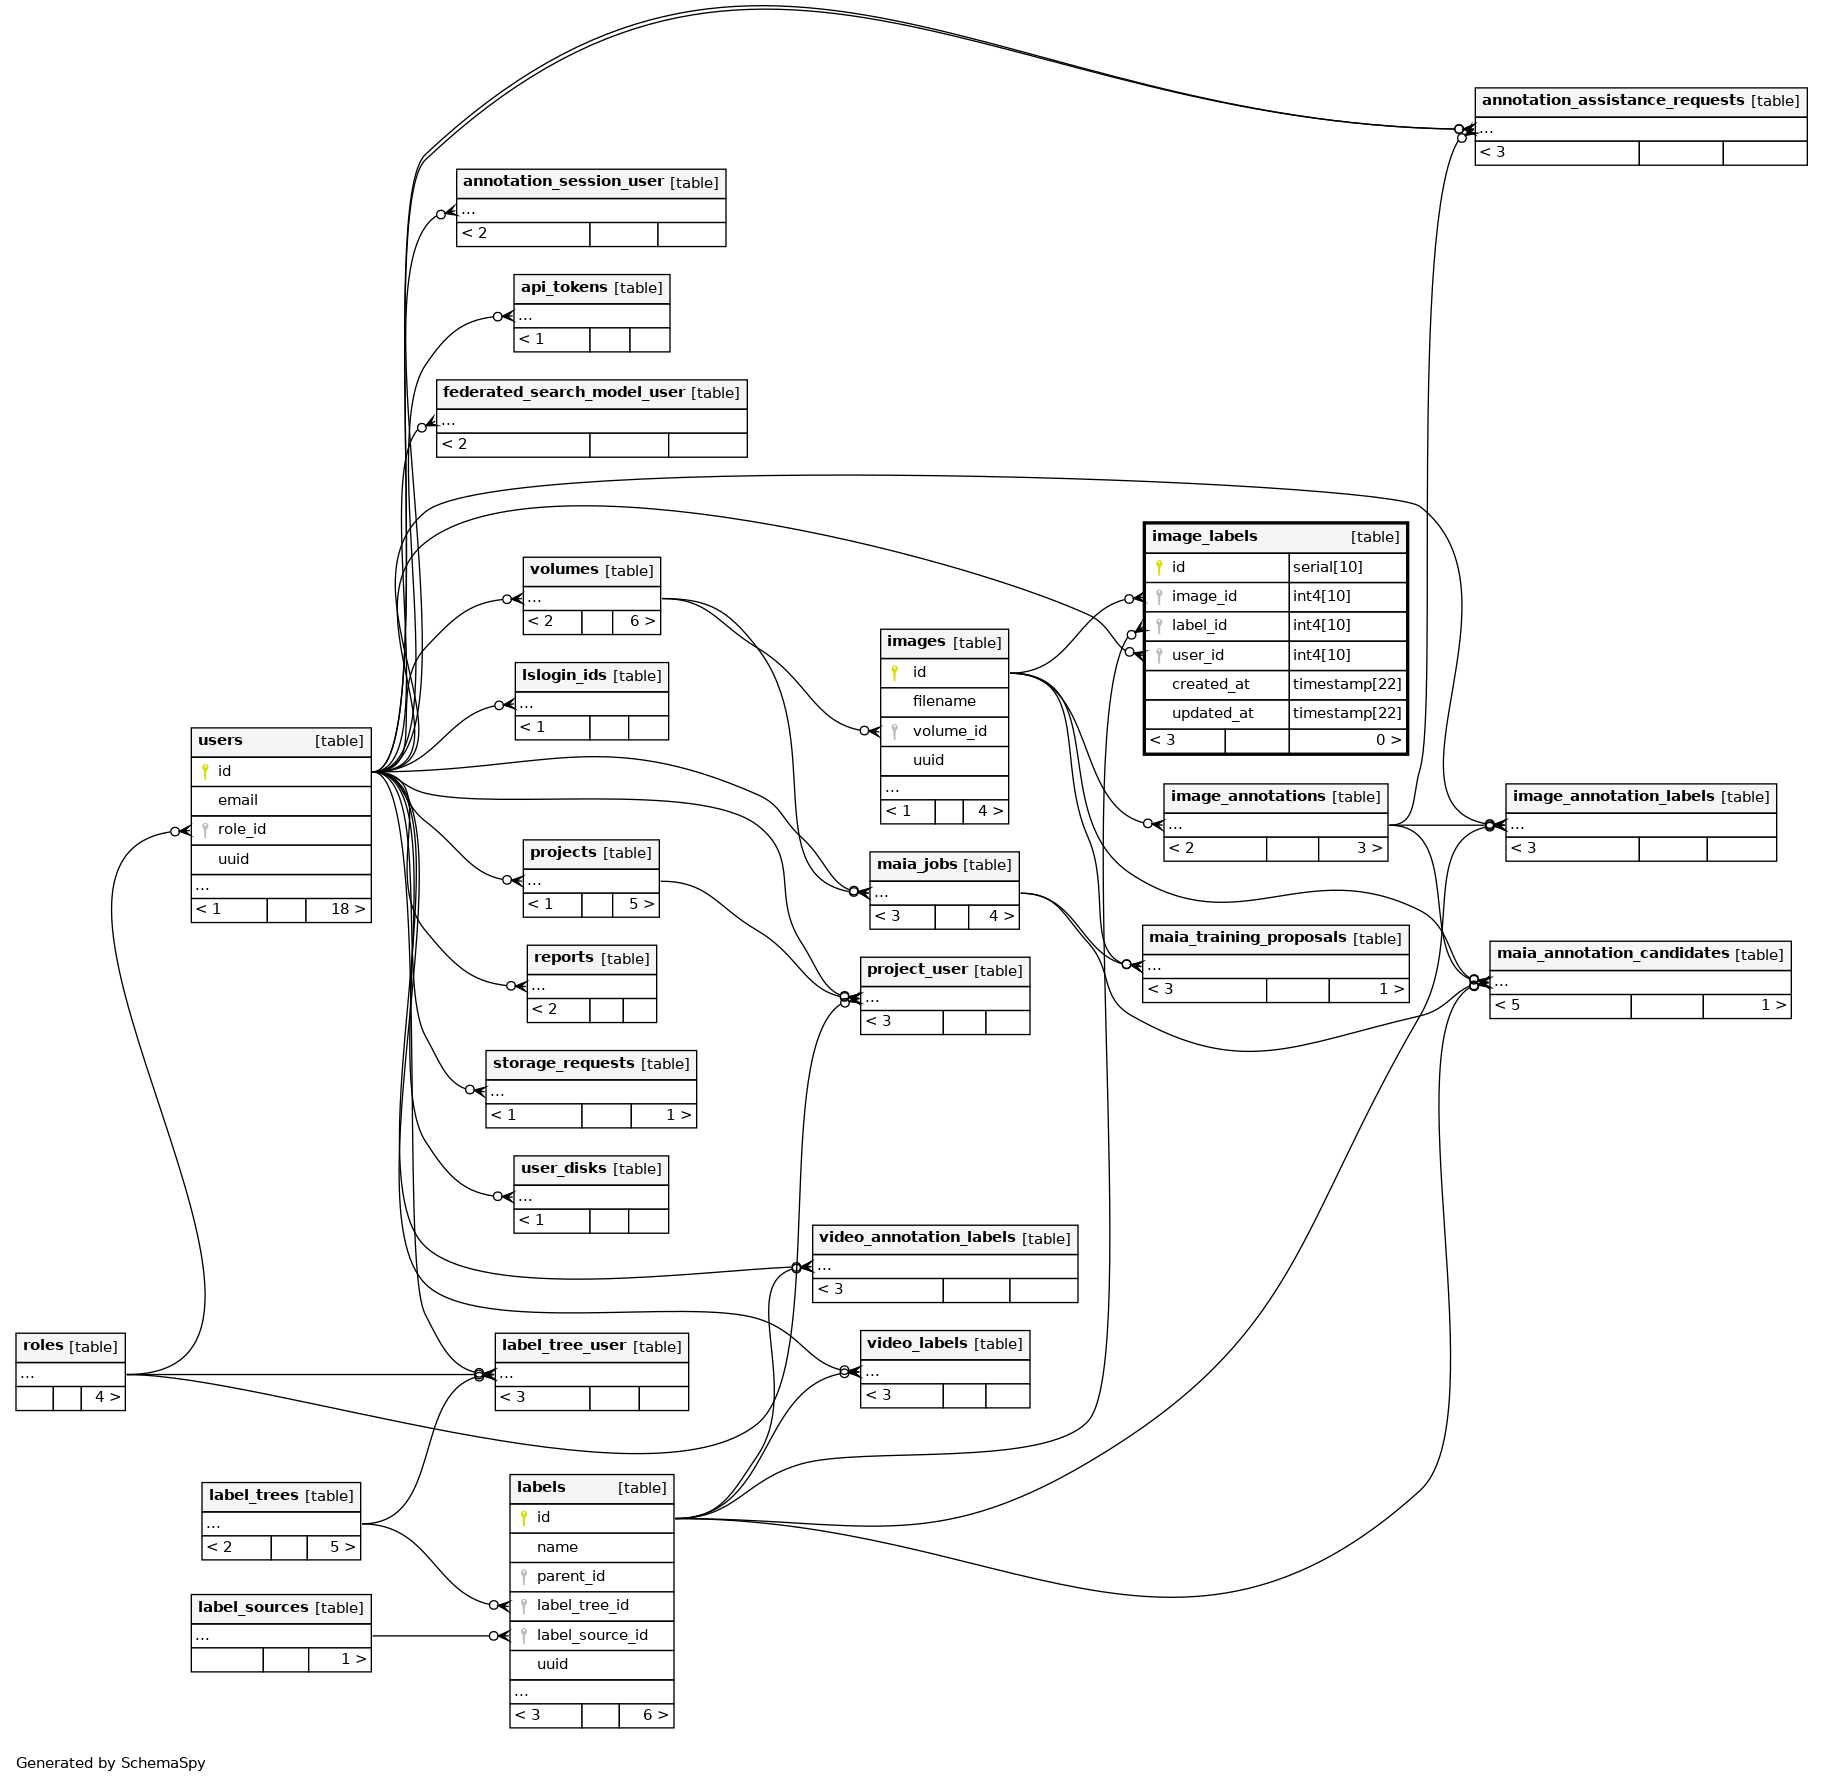 annotation_assistance_requests [table]
...
< 3
annotation_session_user [table]
...
< 2
api_tokens [table]
...
< 1
federated_search_model_user [table]
...
< 2
image_labels [table]
id serial[10]
image_id int4[10]
label_id int4[10]
user_id int4[10]
created_at timestamp[22]
updated_at timestamp[22]
< 3 0 >
volumes [table]
...
< 2 6 >
images [table]
id
filename
volume_id
uuid
...
< 1 4 >
lslogin_ids [table]
...
< 1
users [table]
id
email
role_id
uuid
...
< 1 18 >
image_annotations [table]
...
< 2 3 >
image_annotation_labels [table]
...
< 3
projects [table]
...
< 1 5 >
maia_jobs [table]
...
< 3 4 >
maia_training_proposals [table]
...
< 3 1 >
maia_annotation_candidates [table]
...
< 5 1 >
reports [table]
...
< 2
project_user [table]
...
< 3
storage_requests [table]
...
< 1 1 >
user_disks [table]
...
< 1
video_annotation_labels [table]
...
< 3
roles [table]
...
4 >
label_tree_user [table]
...
< 3
video_labels [table]
...
< 3
label_trees [table]
...
< 2 5 >
labels [table]
id
name
parent_id
label_tree_id
label_source_id
uuid
...
< 3 6 >
label_sources [table]
...
1 >
Generated by SchemaSpy